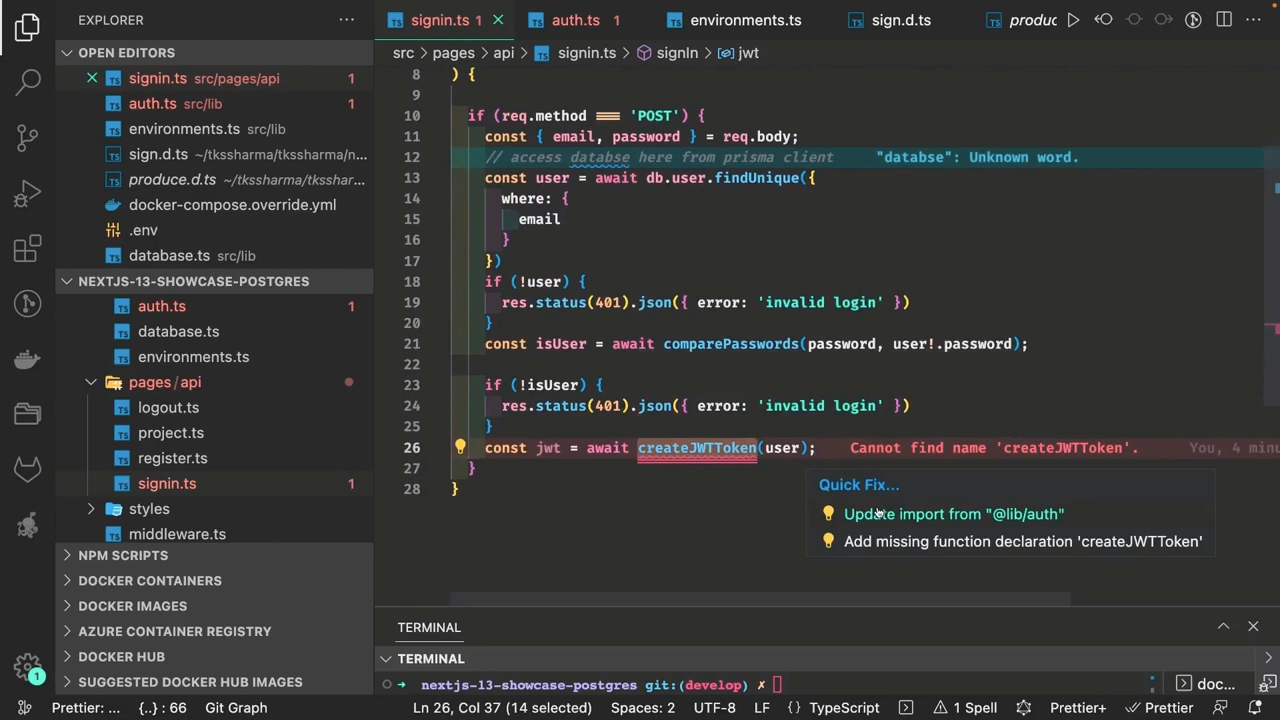 EXPLORER
OPEN EDITORS
signin.ts src/pages/api 1
auth.ts src/lib 1
environments.ts src/lib
sign.d.ts ~/tkssharma/tkssharma/n...
produce.d.ts ~/tkssharma/tksshar...
docker-compose.override.yml
.env
database.ts src/lib
NEXTJS-13-SHOWCASE-POSTGRES
auth.ts 1
database.ts
environments.ts
pages / api
logout.ts
project.ts
register.ts
signin.ts 1
styles
middleware.ts
NPM SCRIPTS
DOCKER CONTAINERS
DOCKER IMAGES
AZURE CONTAINER REGISTRY
DOCKER HUB
SUGGESTED DOCKER HUB IMAGES
signin.ts 1 auth.ts 1 environments.ts sign.d.ts produc
src > pages > api > signin.ts > signIn > jwt
8 ) {
9
10 if (req.method === 'POST') {
11 const { email, password } = req.body;
12 // access databse here from prisma client "databse": Unknown word.
13 const user = await db.user.findUnique({
14 where: {
15 email
16 }
17 })
18 if (!user) {
19 res.status(401).json({ error: 'invalid login' })
20 }
21 const isUser = await comparePasswords(password, user!.password);
22
23 if (!isUser) {
24 res.status(401).json({ error: 'invalid login' })
25 }
26 const jwt = await createJWTToken(user); Cannot find name 'createJWTToken'. You, 4 minu
27 }
28 }
Quick Fix...
Update import from "@lib/auth"
Add missing function declaration 'createJWTToken'
TERMINAL
TERMINAL
nextjs-13-showcase-postgres git:(develop) ✗
doc...
1
Prettier: ... {..} : 66 Git Graph Ln 26, Col 37 (14 selected) Spaces: 2 UTF-8 LF {} TypeScript 1 Spell Prettier+ Prettier